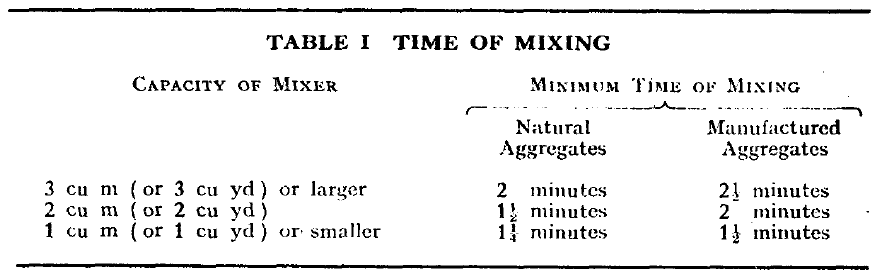 TABLE I TIME OF MIXING
CAPACITY OF MIXER MINIMUM TIME OF MIXING
Natural Aggregates Manufactured Aggregates
3 cu m (or 3 cu yd) or larger 2 minutes 2½ minutes
2 cu m (or 2 cu yd) 1½ minutes 2 minutes
1 cu m (or 1 cu yd) or smaller 1¼ minutes 1½ minutes